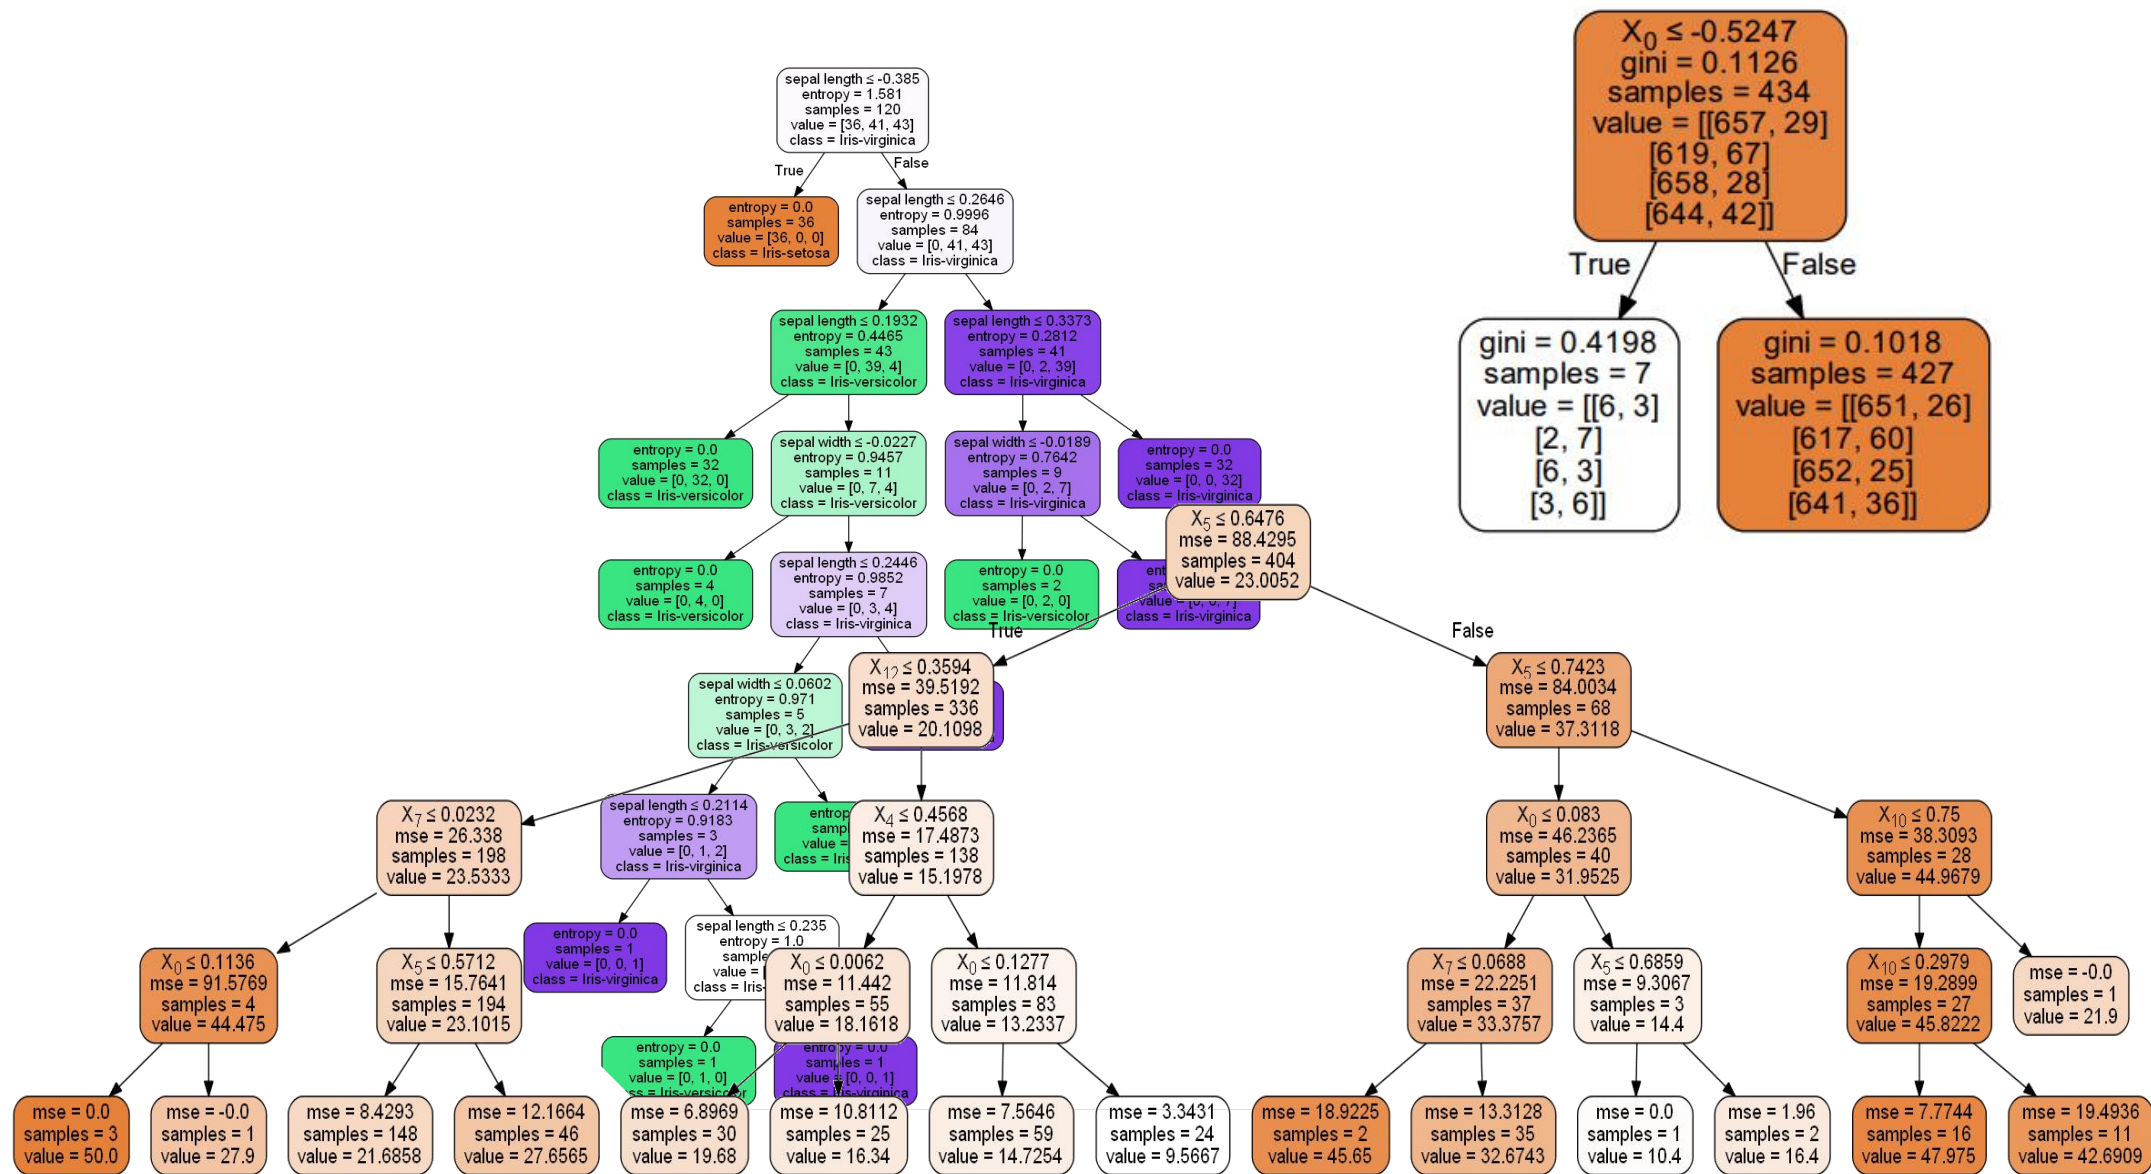 sepal length ≤ -0.385
entropy = 1.581
samples = 120
value = [36, 41, 43]
class = Iris-virginica
True
False
entropy = 0.0
samples = 36
value = [36, 0, 0]
class = Iris-setosa
sepal length ≤ 0.2646
entropy = 0.9996
samples = 84
value = [0, 41, 43]
class = Iris-virginica
sepal length ≤ 0.1932
entropy = 0.4465
samples = 43
value = [0, 39, 4]
class = Iris-versicolor
sepal length ≤ 0.3373
entropy = 0.2812
samples = 41
value = [0, 2, 39]
class = Iris-virginica
entropy = 0.0
samples = 32
value = [0, 32, 0]
class = Iris-versicolor
sepal width ≤ -0.0227
entropy = 0.9457
samples = 11
value = [0, 7, 4]
class = Iris-versicolor
sepal width ≤ -0.0189
entropy = 0.7642
samples = 9
value = [0, 2, 7]
class = Iris-virginica
entropy = 0.0
samples = 32
value = [0, 0, 32]
class = Iris-virginica
entropy = 0.0
samples = 4
value = [0, 4, 0]
class = Iris-versicolor
sepal length ≤ 0.2446
entropy = 0.9852
samples = 7
value = [0, 3, 4]
class = Iris-virginica
entropy = 0.0
samples = 2
value = [0, 2, 0]
class = Iris-versicolor
class = Iris-virginica
sepal width ≤ 0.0602
entropy = 0.971
samples = 5
value = [0, 3, 2]
class = Iris-versicolor
sepal length ≤ 0.2114
entropy = 0.9183
samples = 3
value = [0, 1, 2]
class = Iris-virginica
value =
class =
entropy = 0.0
samples = 1
value = [0, 0, 1]
class = Iris-virginica
sepal length ≤ 0.235
entropy = 1.0
value =
class = Iris-
entropy = 0.0
samples = 1
value = [0, 1, 0]
entropy = 0.0
samples = 1
value = [0, 0, 1]
class = Iris-virginica
X0 ≤ -0.5247
gini = 0.1126
samples = 434
value = [[657, 29]
[619, 67]
[658, 28]
[644, 42]]
True
False
gini = 0.4198
samples = 7
value = [[6, 3]
[2, 7]
[6, 3]
[3, 6]]
gini = 0.1018
samples = 427
value = [[651, 26]
[617, 60]
[652, 25]
[641, 36]]
X5 ≤ 0.6476
mse = 88.4295
samples = 404
value = 23.0052
True
False
X12 ≤ 0.3594
mse = 39.5192
samples = 336
value = 20.1098
X5 ≤ 0.7423
mse = 84.0034
samples = 68
value = 37.3118
X7 ≤ 0.0232
mse = 26.338
samples = 198
value = 23.5333
X4 ≤ 0.4568
mse = 17.4873
samples = 138
value = 15.1978
X0 ≤ 0.083
mse = 46.2365
samples = 40
value = 31.9525
X10 ≤ 0.75
mse = 38.3093
samples = 28
value = 44.9679
X0 ≤ 0.1136
mse = 91.5769
samples = 4
value = 44.475
X5 ≤ 0.5712
mse = 15.7641
samples = 194
value = 23.1015
X0 ≤ 0.0062
mse = 11.442
samples = 55
value = 18.1618
X0 ≤ 0.1277
mse = 11.814
samples = 83
value = 13.2337
X7 ≤ 0.0688
mse = 22.2251
samples = 37
value = 33.3757
X5 ≤ 0.6859
mse = 9.3067
samples = 3
value = 14.4
X10 ≤ 0.2979
mse = 19.2899
samples = 27
value = 45.8222
mse = -0.0
samples = 1
value = 21.9
mse = 0.0
samples = 3
value = 50.0
mse = -0.0
samples = 1
value = 27.9
mse = 8.4293
samples = 148
value = 21.6858
mse = 12.1664
samples = 46
value = 27.6565
mse = 6.8969
samples = 30
value = 19.68
mse = 10.8112
samples = 25
value = 16.34
mse = 7.5646
samples = 59
value = 14.7254
mse = 3.3431
samples = 24
value = 9.5667
mse = 18.9225
samples = 2
value = 45.65
mse = 13.3128
samples = 35
value = 32.6743
mse = 0.0
samples = 1
value = 10.4
mse = 1.96
samples = 2
value = 16.4
mse = 7.7744
samples = 16
value = 47.975
mse = 19.4936
samples = 11
value = 42.6909